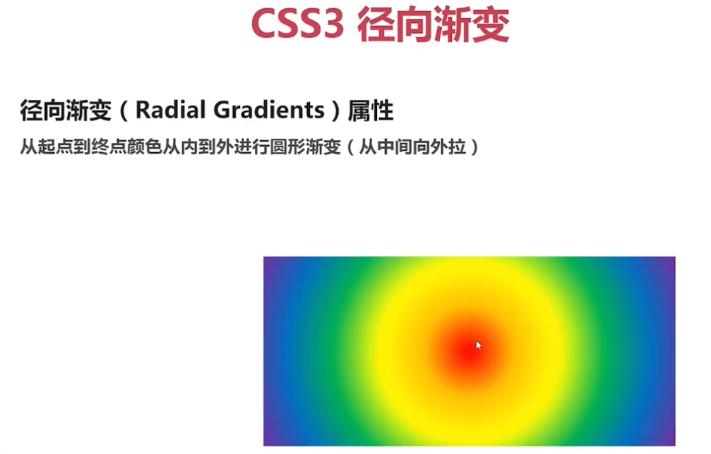 CSS3 径向渐变
径向渐变（Radial Gradients）属性
从起点到终点颜色从内到外进行圆形渐变（从中间向外拉）